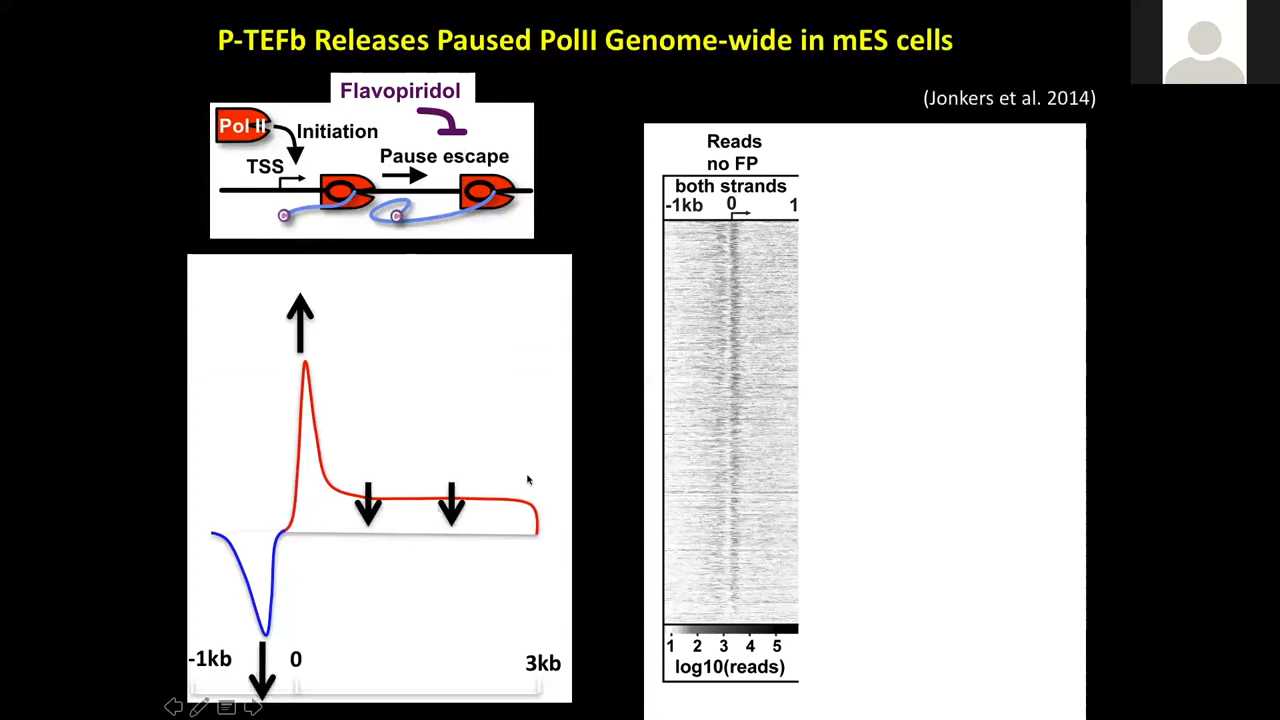 P-TEFb Releases Paused PolII Genome-wide in mES cells
(Jonkers et al. 2014)
Flavopiridol
Pol II
Initiation
TSS
Pause escape
C
C
-1kb 0 3kb
Reads
no FP
both strands
-1kb 0 1
1 2 3 4 5
log10(reads)